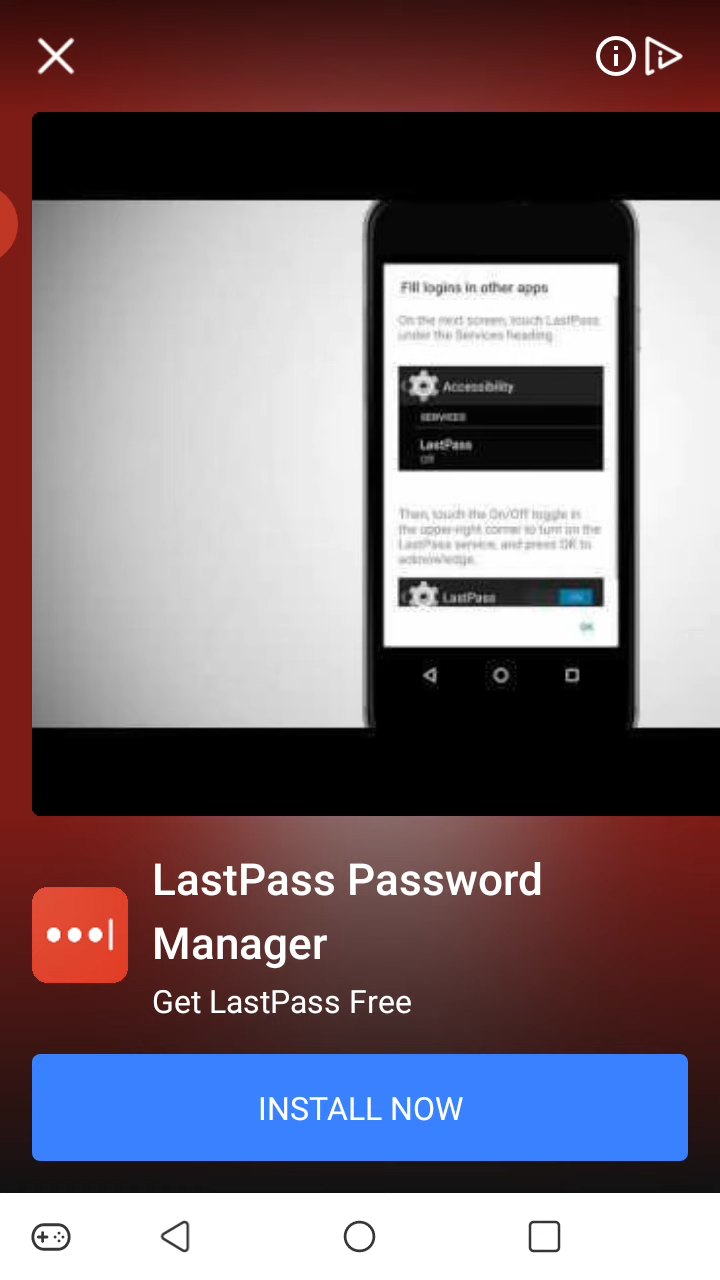 Fill logins in other apps
On the next screen, touch LastPass
under the Services heading.
Accessibility
SERVICES
LastPass
Off
Then, touch the On/Off toggle in
the upper-right corner to turn on the
LastPass service, and press OK to
acknowledge.
LastPass
OK
LastPass Password
Manager
Get LastPass Free
INSTALL NOW